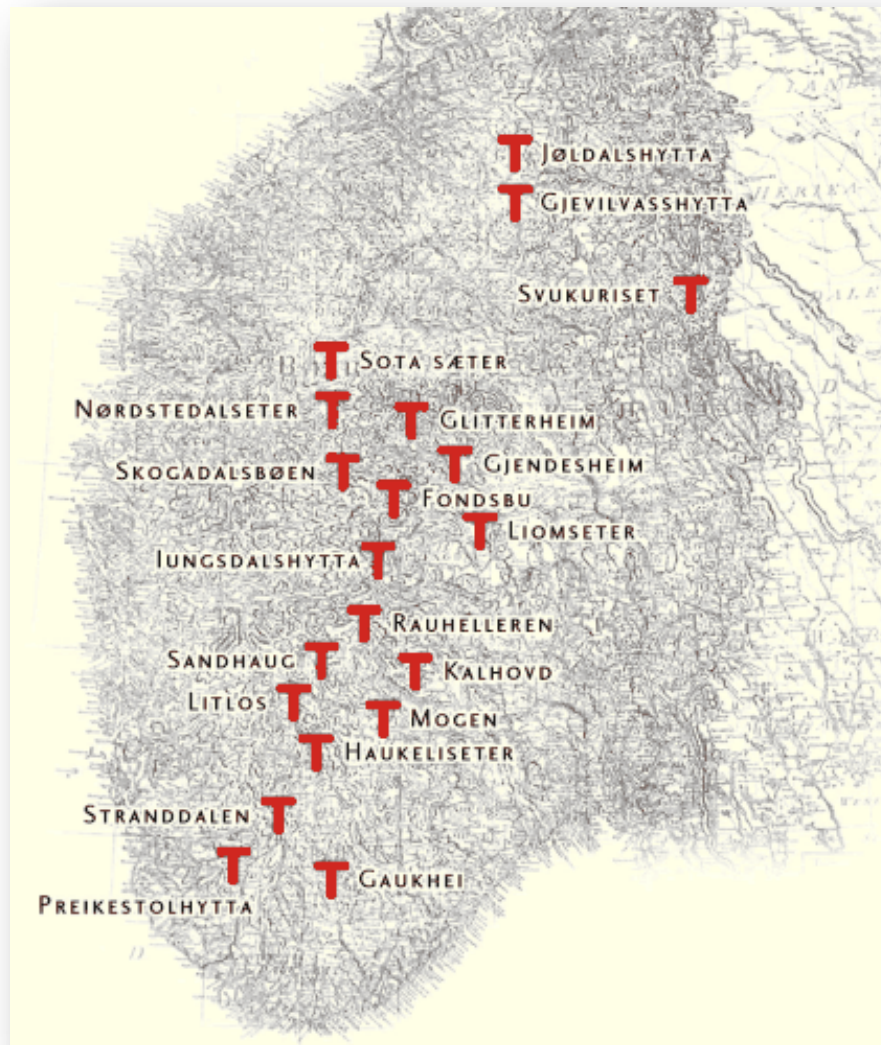 Jøldalshytta
Gjevilvasshytta
Svukuriset
Sota sæter
Nørdstedalseter
Glitterheim
Gjendesheim
Skogadalsbøen
Fondsbu
Liomseter
Iungsdalshytta
Rauhelleren
Sandhaug
Kalhovd
Litlos
Mogen
Haukeliseter
Stranddalen
Gaukhei
Preikestolhytta